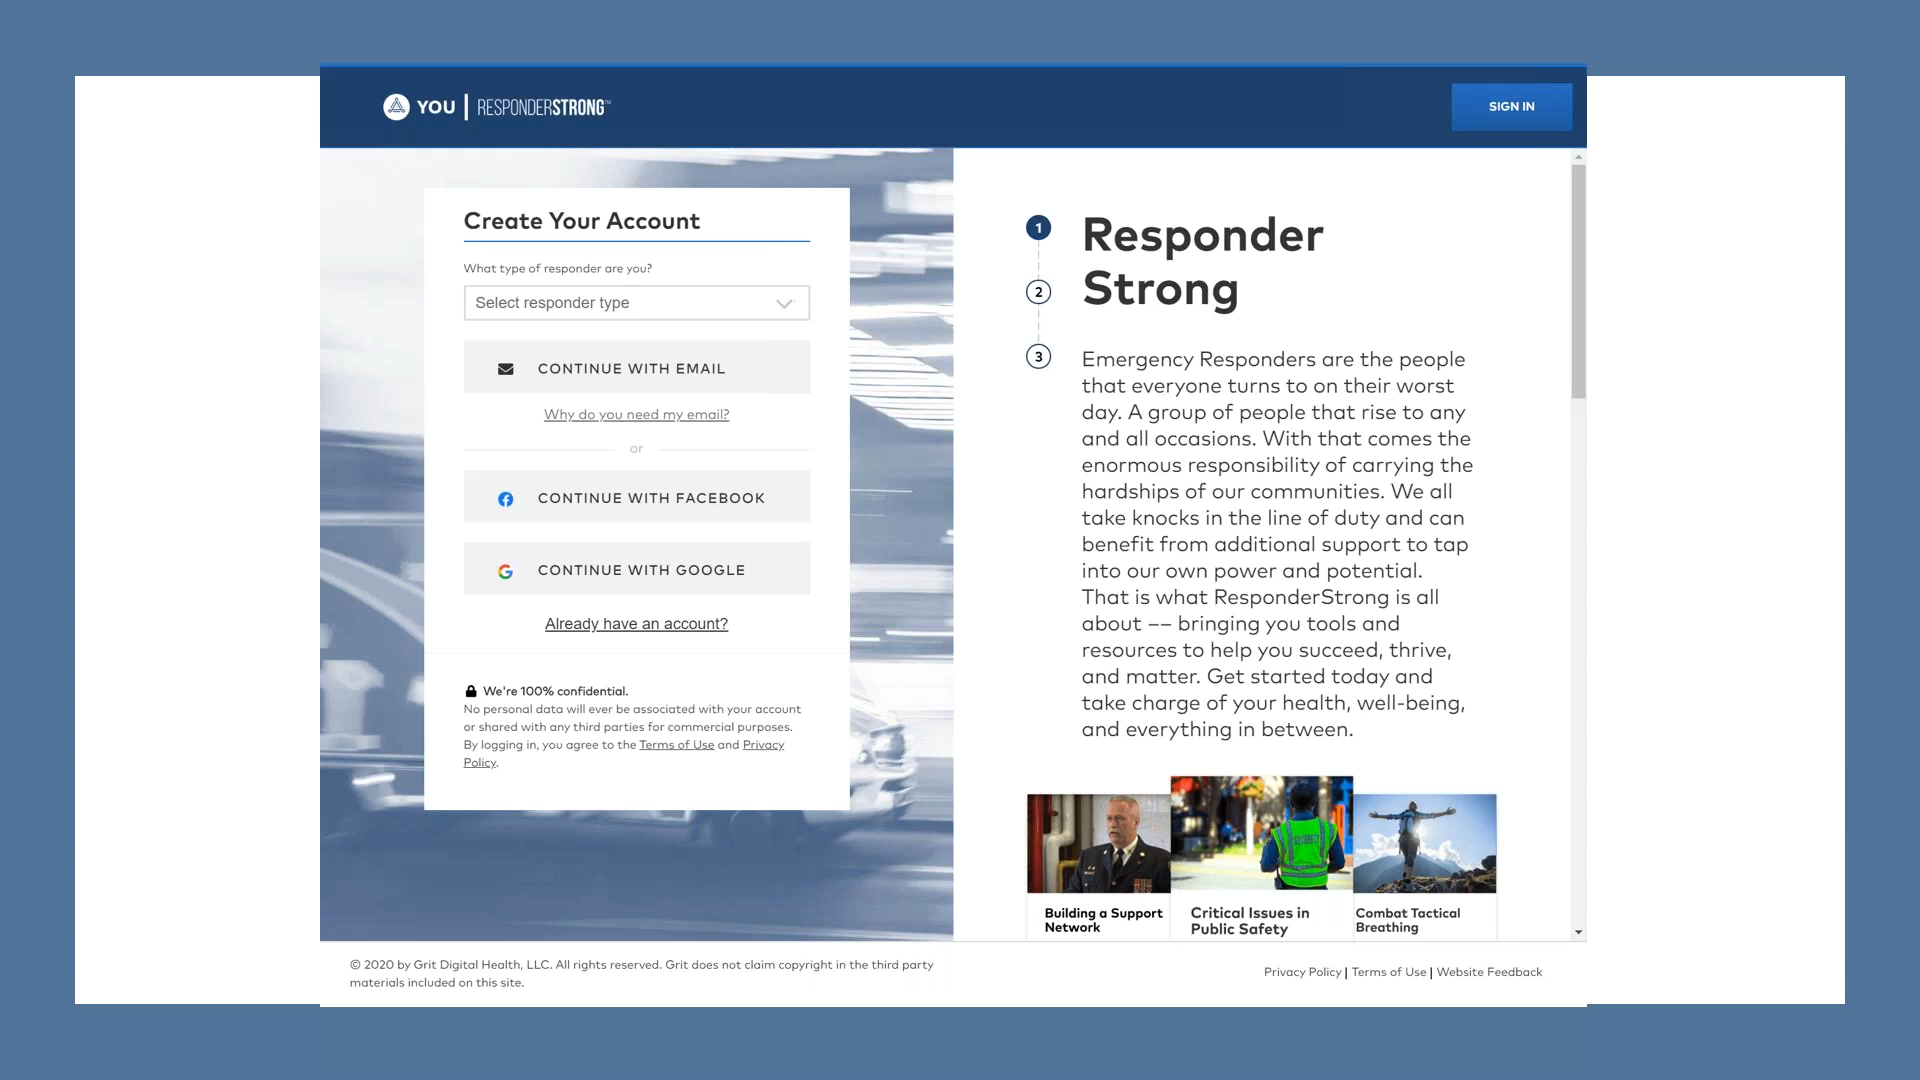 YOU | RESPONDERSTRONG™
SIGN IN
Create Your Account
What type of responder are you?
Select responder type
CONTINUE WITH EMAIL
Why do you need my email?
or
CONTINUE WITH FACEBOOK
CONTINUE WITH GOOGLE
Already have an account?
We're 100% confidential.
No personal data will ever be associated with your account
or shared with any third parties for commercial purposes.
By logging in, you agree to the Terms of Use and Privacy
Policy.
1
2
3
Responder
Strong
Emergency Responders are the people
that everyone turns to on their worst
day. A group of people that rise to any
and all occasions. With that comes the
enormous responsibility of carrying the
hardships of our communities. We all
take knocks in the line of duty and can
benefit from additional support to tap
into our own power and potential.
That is what ResponderStrong is all
about –– bringing you tools and
resources to help you succeed, thrive,
and matter. Get started today and
take charge of your health, well-being,
and everything in between.
SECURITY
Building a Support
Network
Critical Issues in
Public Safety
Combat Tactical
Breathing
© 2020 by Grit Digital Health, LLC. All rights reserved. Grit does not claim copyright in the third party
materials included on this site.
Privacy Policy | Terms of Use | Website Feedback